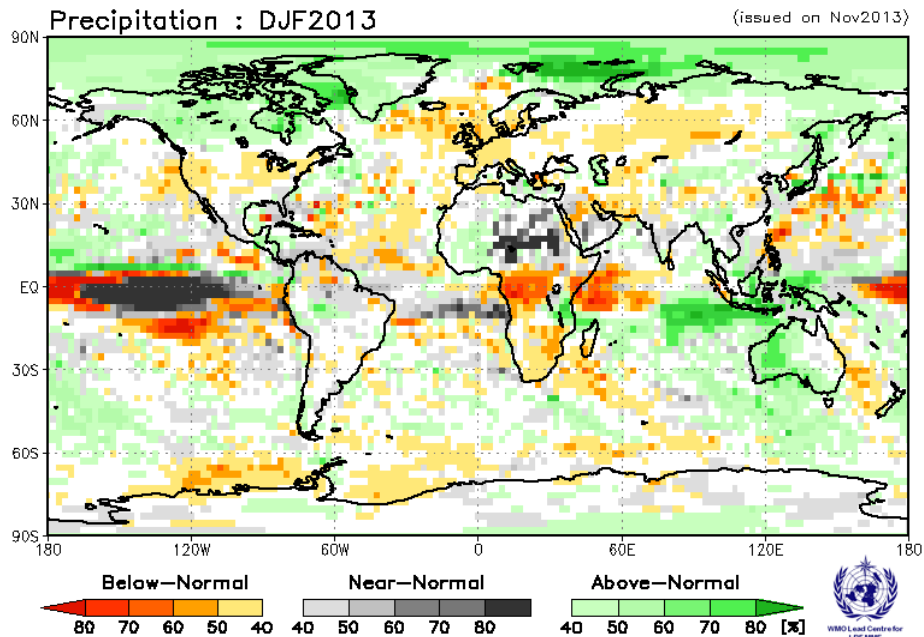 Precipitation : DJF2013
(issued on Nov2013)
90N
60N
30N
EQ
30S
60S
90S
180 120W 60W 0 60E 120E 180
Below-Normal Near-Normal Above-Normal
80 70 60 50 40 40 50 60 70 80 40 50 60 70 80 [%]
WMO Lead Centre for